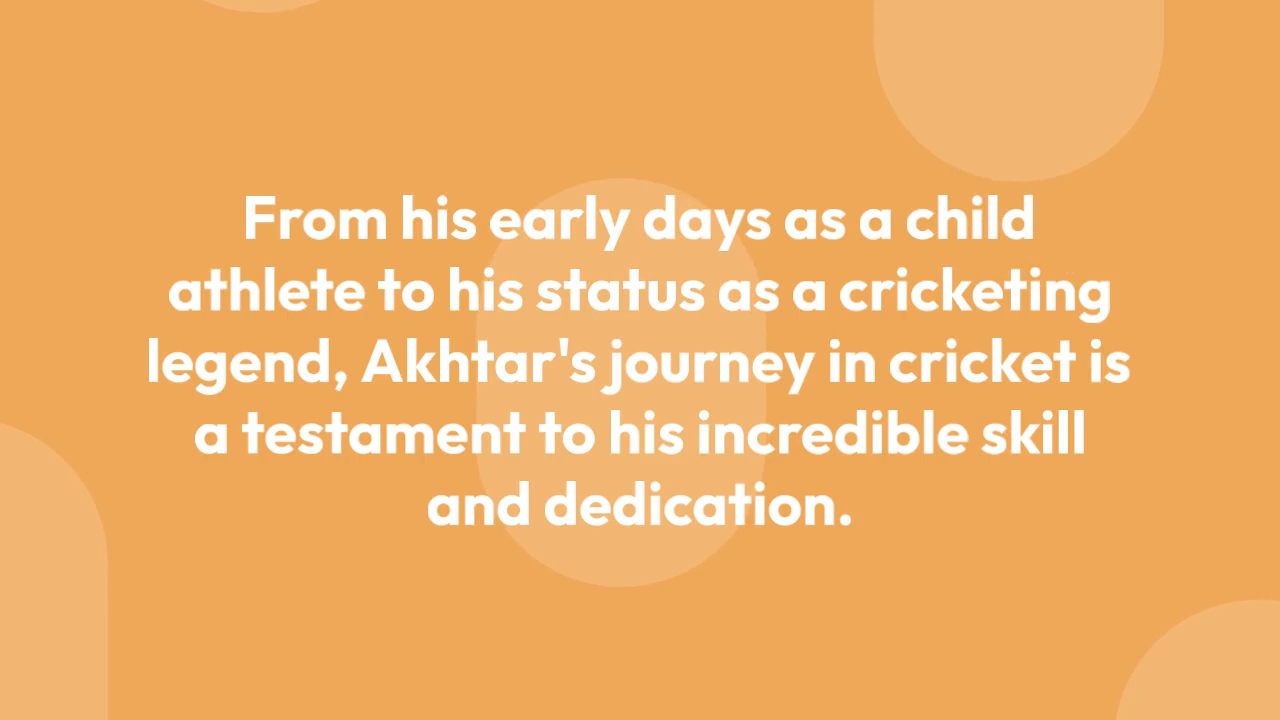 From his early days as a child
athlete to his status as a cricketing
legend, Akhtar's journey in cricket is
a testament to his incredible skill
and dedication.